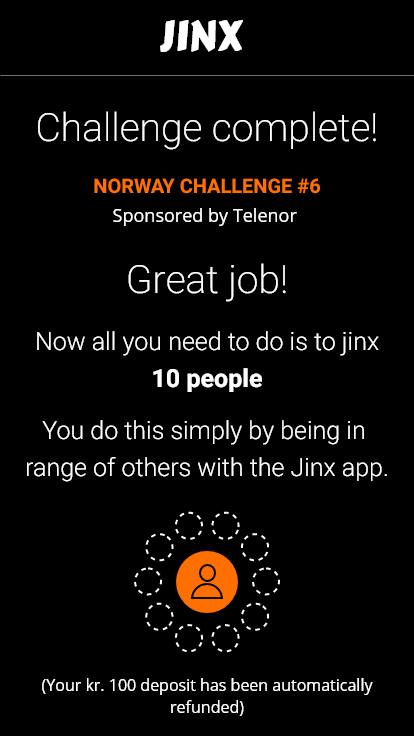 JINX
Challenge complete!
NORWAY CHALLENGE #6
Sponsored by Telenor
Great job!
Now all you need to do is to jinx
10 people
You do this simply by being in
range of others with the Jinx app.
(Your kr. 100 deposit has been automatically
refunded)